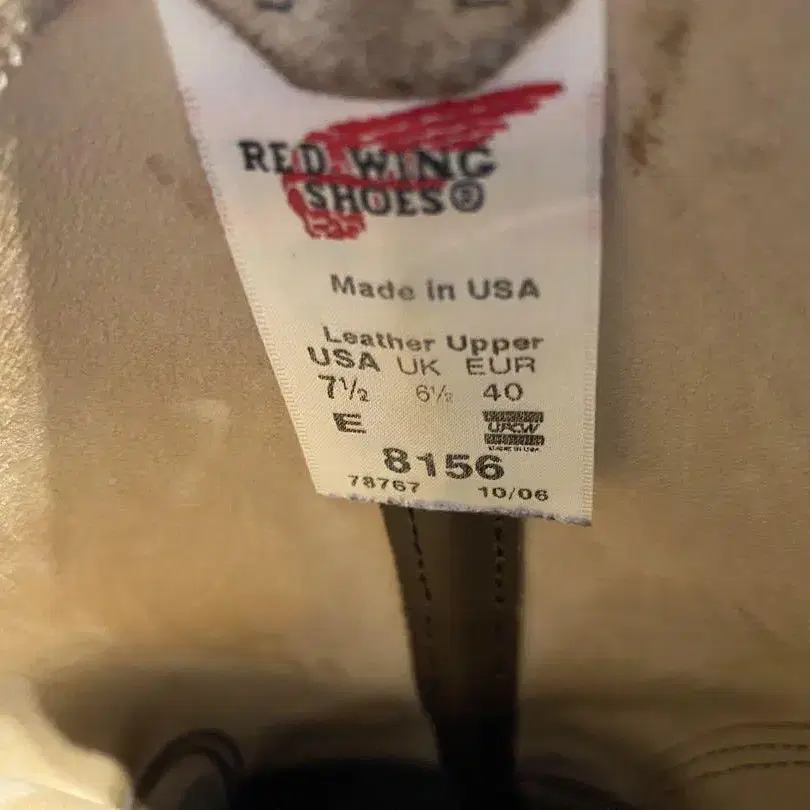 RED WING
SHOES®
Made in USA
Leather Upper
USA UK EUR
7½ 6½ 40
E
UFCW
8156
78767 10/06